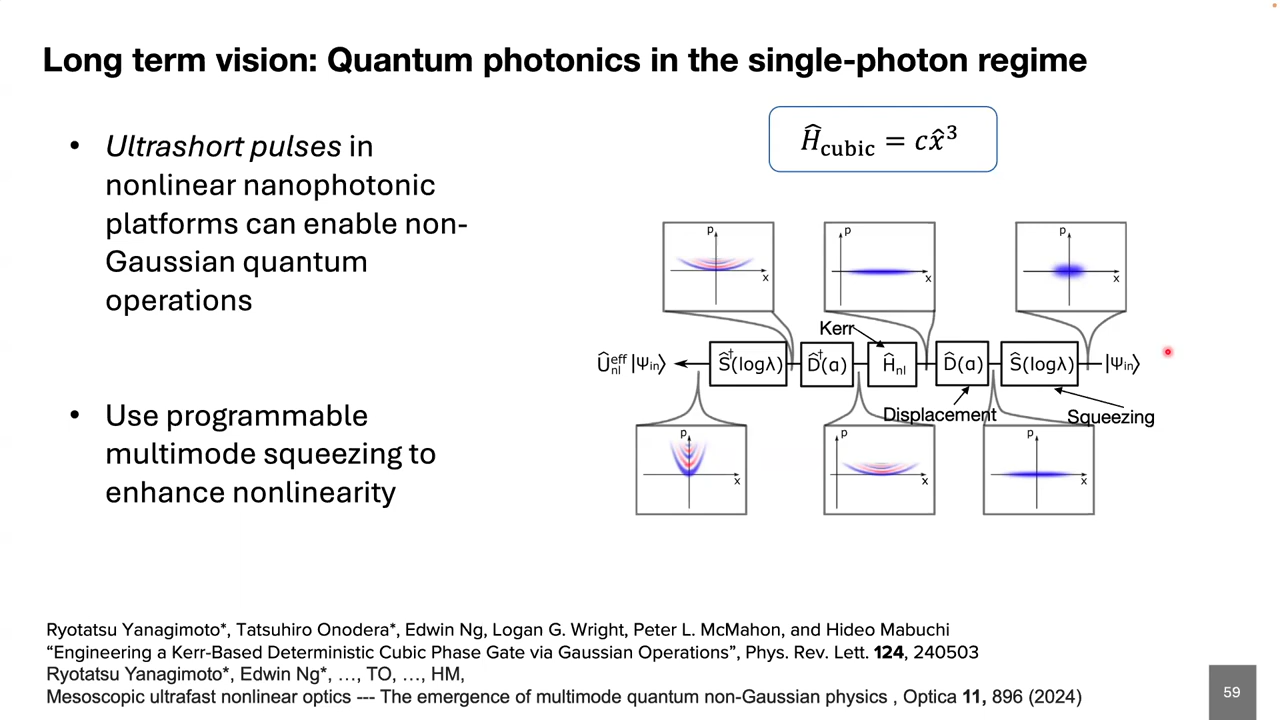 Long term vision: Quantum photonics in the single-photon regime
• Ultrashort pulses in
nonlinear nanophotonic
platforms can enable non-
Gaussian quantum
operations
• Use programmable
multimode squeezing to
enhance nonlinearity
Ĥcubic = cx̂³
p
x
p
x
p
x
Kerr
Û_nl^eff |Ψin⟩
Ŝ†(logλ)
D̂†(α)
Ĥnl
D̂(α)
Ŝ(logλ)
|Ψin⟩
Displacement
Squeezing
p
x
p
x
p
x
Ryotatsu Yanagimoto*, Tatsuhiro Onodera*, Edwin Ng, Logan G. Wright, Peter L. McMahon, and Hideo Mabuchi
“Engineering a Kerr-Based Deterministic Cubic Phase Gate via Gaussian Operations”, Phys. Rev. Lett. 124, 240503
Ryotatsu Yanagimoto*, Edwin Ng*, …, TO, …, HM,
Mesoscopic ultrafast nonlinear optics --- The emergence of multimode quantum non-Gaussian physics , Optica 11, 896 (2024)
59